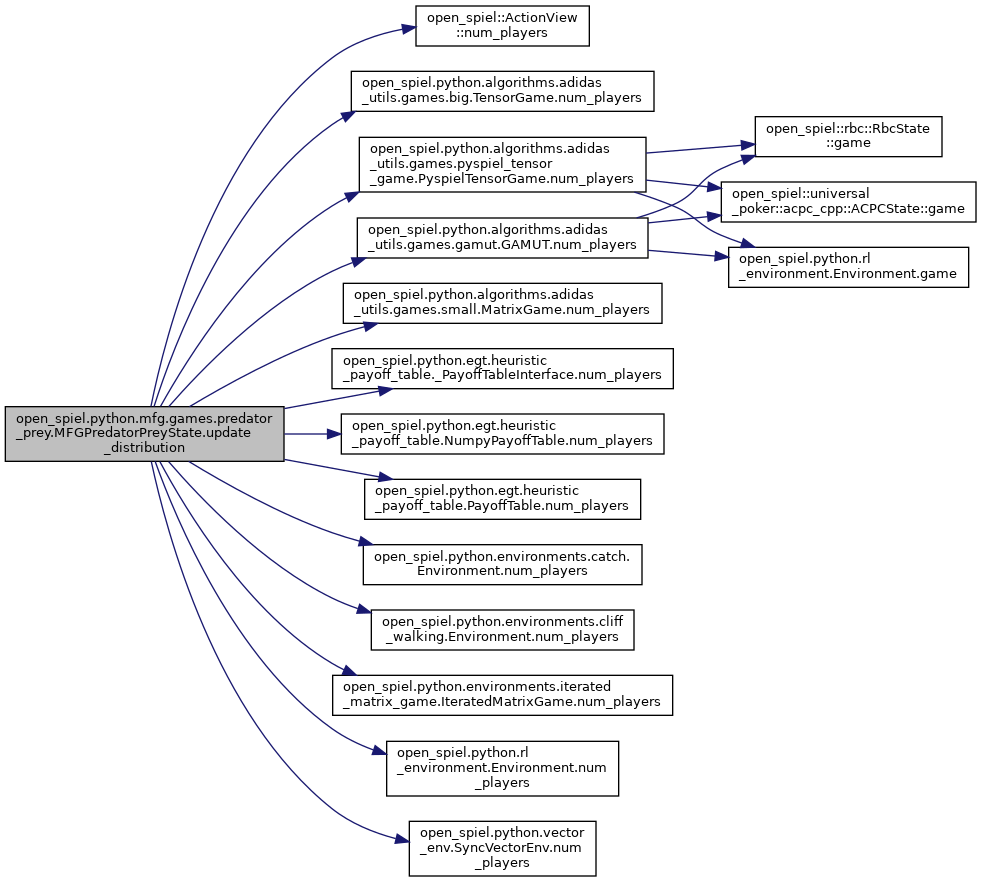 open_spiel.python.mfg.games.predator
_prey.MFGPredatorPreyState.update
_distribution
open_spiel::ActionView
::num_players
open_spiel.python.algorithms.adidas
_utils.games.big.TensorGame.num_players
open_spiel.python.algorithms.adidas
_utils.games.pyspiel_tensor
_game.PyspielTensorGame.num_players
open_spiel::rbc::RbcState
::game
open_spiel::universal
_poker::acpc_cpp::ACPCState::game
open_spiel.python.rl
_environment.Environment.game
open_spiel.python.algorithms.adidas
_utils.games.gamut.GAMUT.num_players
open_spiel.python.algorithms.adidas
_utils.games.small.MatrixGame.num_players
open_spiel.python.egt.heuristic
_payoff_table._PayoffTableInterface.num_players
open_spiel.python.egt.heuristic
_payoff_table.NumpyPayoffTable.num_players
open_spiel.python.egt.heuristic
_payoff_table.PayoffTable.num_players
open_spiel.python.environments.catch.
Environment.num_players
open_spiel.python.environments.cliff
_walking.Environment.num_players
open_spiel.python.environments.iterated
_matrix_game.IteratedMatrixGame.num_players
open_spiel.python.rl
_environment.Environment.num
_players
open_spiel.python.vector
_env.SyncVectorEnv.num
_players